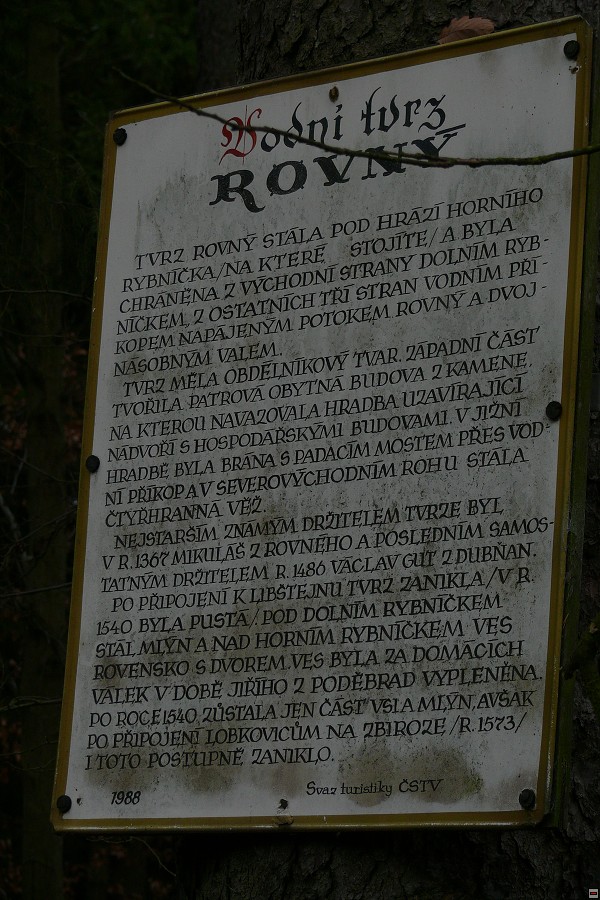 Vodní tvrz
ROVNÝ
TVRZ ROVNÝ STÁLA POD HRÁZÍ HORNÍHO
RYBNÍČKA/NA KTERÉ STOJÍTE/A BYLA
CHRÁNĚNA Z VÝCHODNÍ STRANY DOLNÍM RYB-
NÍČKEM, Z OSTATNÍCH TŘÍ STRAN VODNÍM PŘÍ-
KOPEM NAPÁJENÝM POTOKEM ROVNÝ A DVOJ-
NÁSOBNÝM VALEM.
TVRZ MĚLA OBDÉLNÍKOVÝ TVAR. ZÁPADNÍ ČÁST
TVOŘILA PATROVÁ OBYTNÁ BUDOVA Z KAMENE,
NA KTEROU NAVAZOVALA HRADBA UZAVÍRAJÍCÍ
NÁDVOŘÍ S HOSPODÁŘSKÝMI BUDOVAMI. V JIŽNÍ
HRADBĚ BYLA BRÁNA S PADACÍM MOSTEM PŘES VOD-
NÍ PŘÍKOP A V SEVEROVÝCHODNÍM ROHU STÁLA
ČTYŘHRANNÁ VĚŽ.
NEJSTARŠÍM ZNÁMÝM DRŽITELEM TVRZE BYL
V R. 1367 MIKULÁŠ Z ROVNÉHO A POSLEDNÍM SAMOS-
TATNÝM DRŽITELEM R. 1486 VÁCLAV GUT Z DUBŇAN.
PO PŘIPOJENÍ K LIBŠTEJNU TVRZ ZANIKLA/V R.
1540 BYLA PUSTÁ/. POD DOLNÍM RYBNÍČKEM
STÁL MLÝN A NAD HORNÍM RYBNÍČKEM VES
ROVENSKO S DVOREM. VES BYLA ZA DOMÁCÍCH
VÁLEK V DOBĚ JIŘÍHO Z PODĚBRAD VYPLENĚNA.
PO ROCE 1540, ZŮSTALA JEN ČÁST VSI A MLÝN, AVŠAK
PO PŘIPOJENÍ LOBKOVICŮM NA ZBIROZE /R. 1573/
I TOTO POSTUPNĚ ZANIKLO.
1988 Svaz turistiky ČSTV